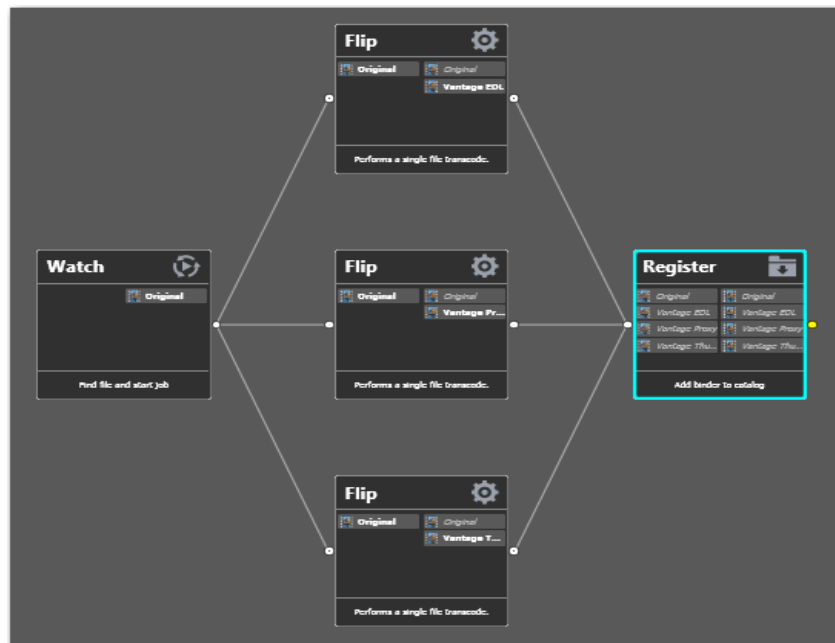 Flip
Original Original
Vantage EDL
Performs a single file transcode.
Watch
Original
Find file and start job
Flip
Original Original
Vantage Pr...
Performs a single file transcode.
Register
Original Original
Vantage EDL Vantage EDL
Vantage Proxy Vantage Proxy
Vantage Thu... Vantage Thu...
Add binder to catalog
Flip
Original Original
Vantage T...
Performs a single file transcode.